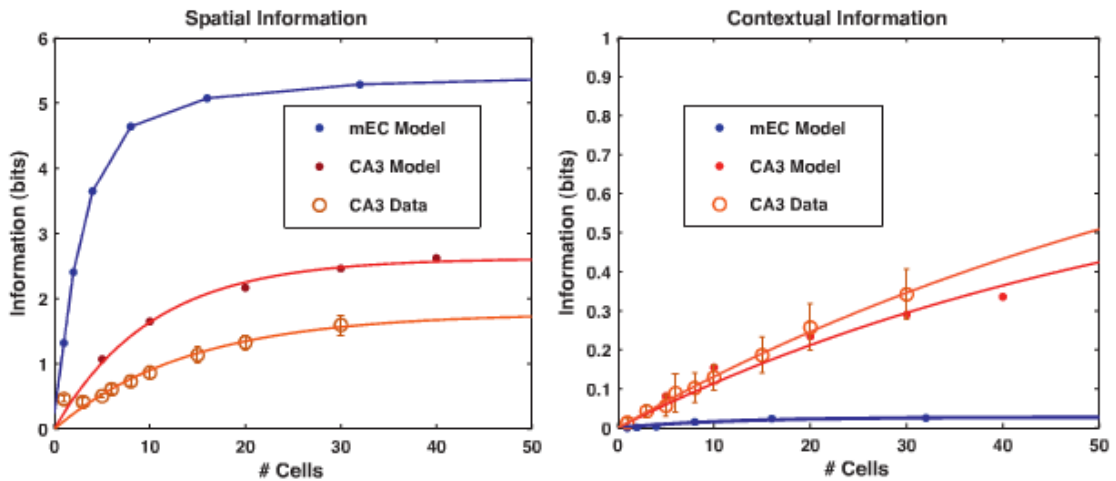 Spatial Information
6
5
4
3
2
1
0
Information (bits)
mEC Model
CA3 Model
CA3 Data
0 10 20 30 40 50
# Cells
Contextual Information
1
0.9
0.8
0.7
0.6
0.5
0.4
0.3
0.2
0.1
0
Information (bits)
mEC Model
CA3 Model
CA3 Data
0 10 20 30 40 50
# Cells